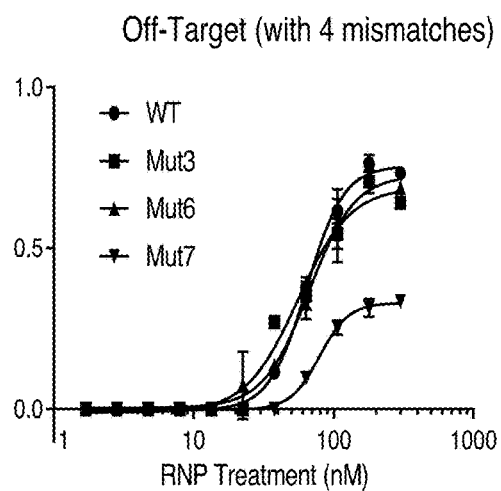 Off-Target (with 4 mismatches)
1.0
WT
Mut3
Mut6
Mut7
0.5
0.0
1 10 100 1000
RNP Treatment (nM)